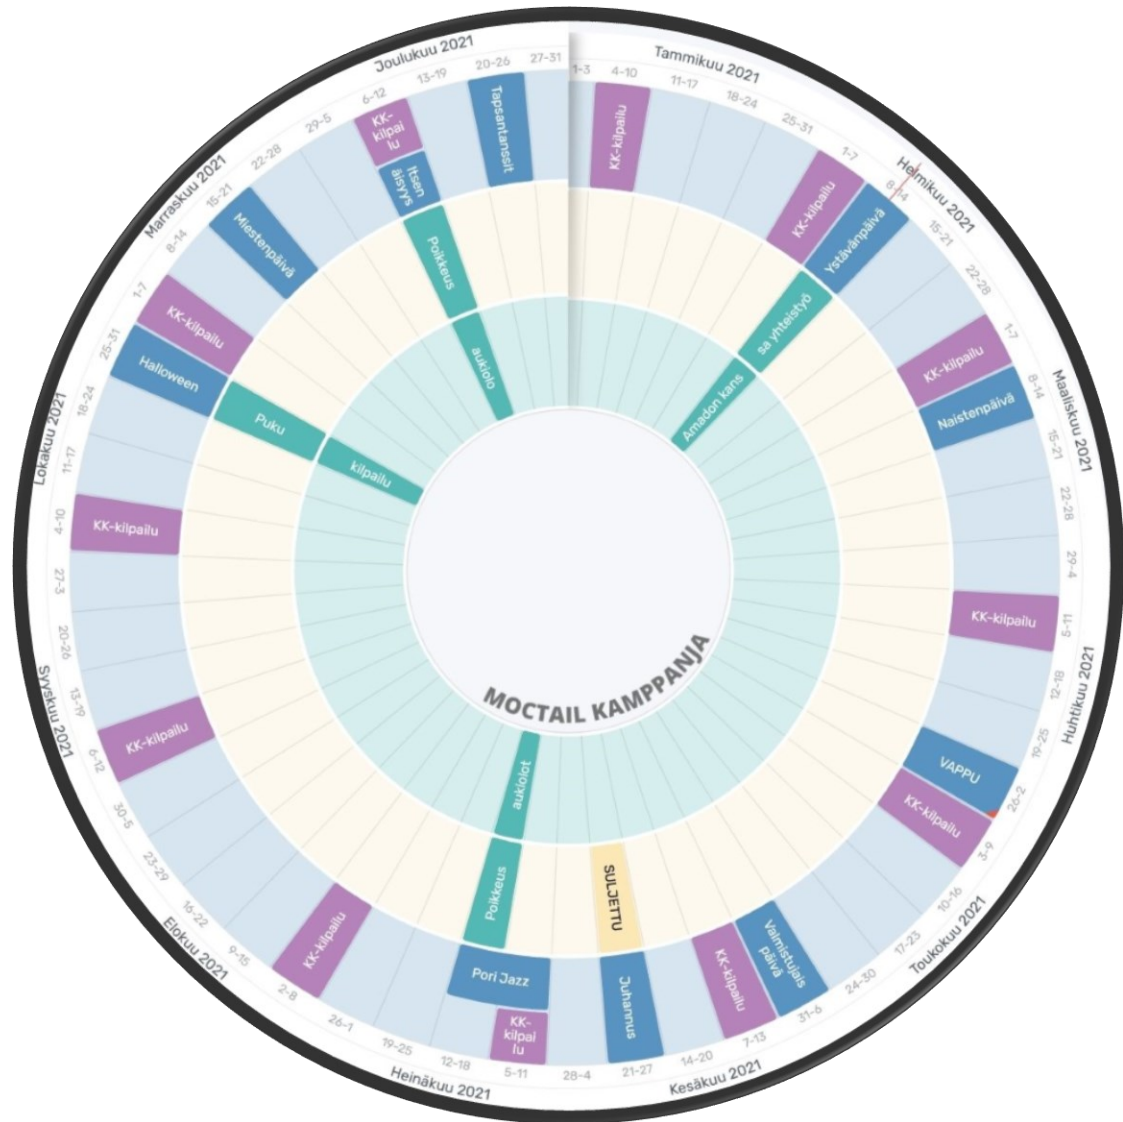 Tammikuu 2021
1-3
4-10
11-17
18-24
25-31
Helmikuu 2021
1-7
8-14
15-21
22-28
Maaliskuu 2021
1-7
8-14
15-21
22-28
29-4
Huhtikuu 2021
5-11
12-18
19-25
26-2
Toukokuu 2021
3-9
10-16
17-23
24-30
31-6
Kesäkuu 2021
7-13
14-20
21-27
28-4
Heinäkuu 2021
5-11
12-18
19-25
26-1
Elokuu 2021
2-8
9-15
16-22
23-29
30-5
Syyskuu 2021
6-12
13-19
20-26
27-3
Lokakuu 2021
4-10
11-17
18-24
25-31
Marraskuu 2021
1-7
8-14
15-21
22-28
29-5
Joulukuu 2021
6-12
13-19
20-26
27-31
KK-kilpailu
KK-kilpailu
Ystävänpäivä
KK-kilpailu
Naistenpäivä
KK-kilpailu
VAPPU
KK-kilpailu
Valmistujais
päivä
KK-kilpailu
Juhannus
KK-
kilpai
lu
Pori Jazz
KK-kilpailu
KK-kilpailu
KK-kilpailu
Halloween
KK-kilpailu
Miestenpäivä
KK-
kilpai
lu
Itsen
äisyys
Tapsantanssit
sa yhteistyö
Amadon kans
SULJETTU
Poikkeus
aukiolot
Puku
kilpailu
Poikkeus
aukiolo
MOCTAIL KAMPPANJA